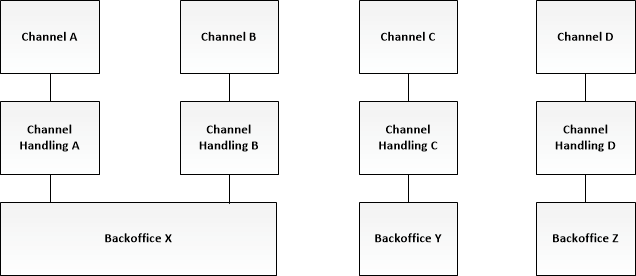 Channel A
Channel B
Channel C
Channel D
Channel
Handling A
Channel
Handling B
Channel
Handling C
Channel
Handling D
Backoffice X
Backoffice Y
Backoffice Z